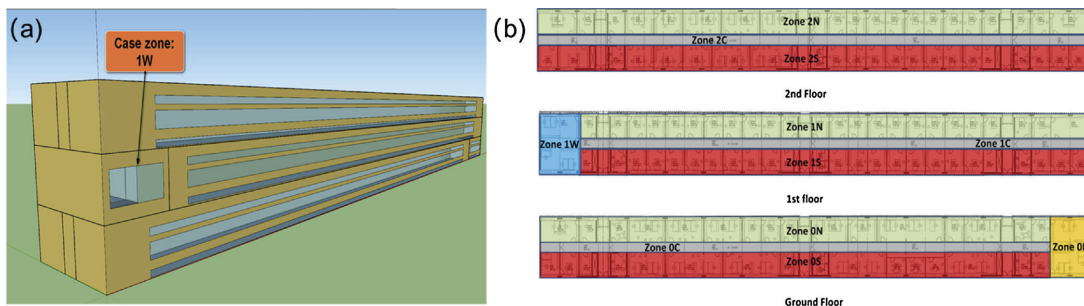 (a)
Case zone:
1W
(b)
Zone 2N
Zone 2C
Zone 2S
2nd Floor
Zone 1N
Zone 1W
Zone 1C
Zone 1S
1st floor
Zone 0N
Zone 0C
Zone 0S
Ground Floor